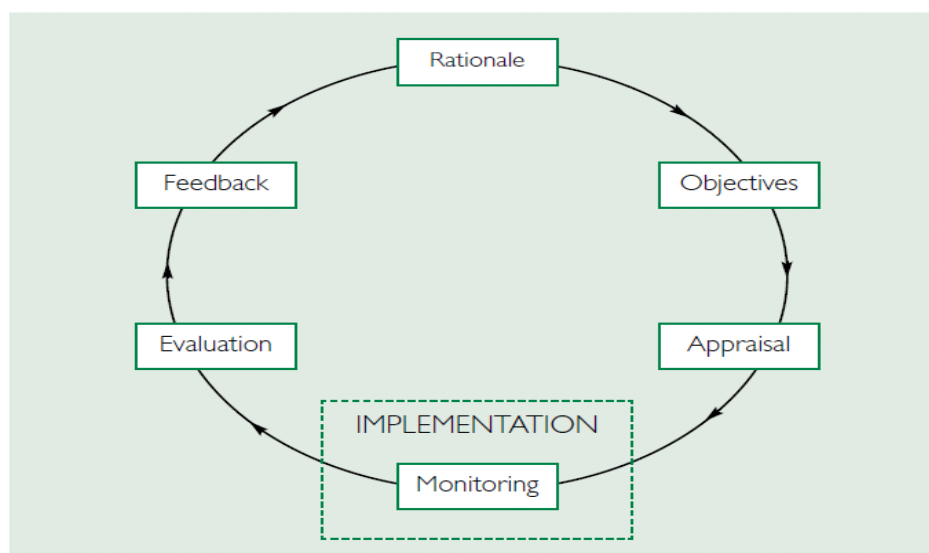 Rationale
Feedback
Objectives
Evaluation
Appraisal
IMPLEMENTATION
Monitoring